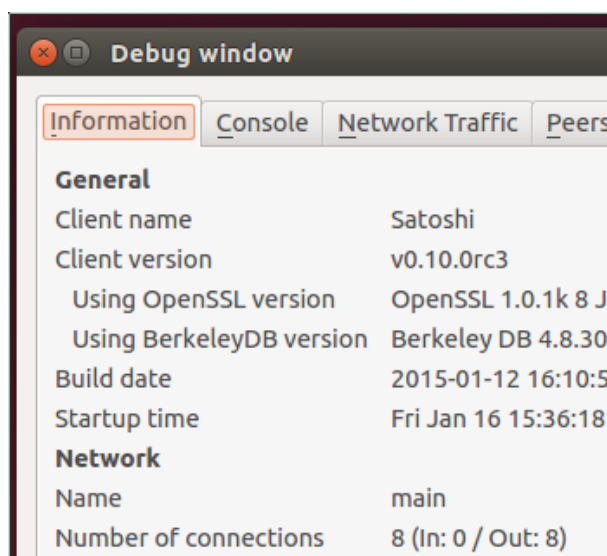 Debug window
Information Console Network Traffic Peers
General
Client name Satoshi
Client version v0.10.0rc3
Using OpenSSL version OpenSSL 1.0.1k 8 J
Using BerkeleyDB version Berkeley DB 4.8.30
Build date 2015-01-12 16:10:5
Startup time Fri Jan 16 15:36:18
Network
Name main
Number of connections 8 (In: 0 / Out: 8)